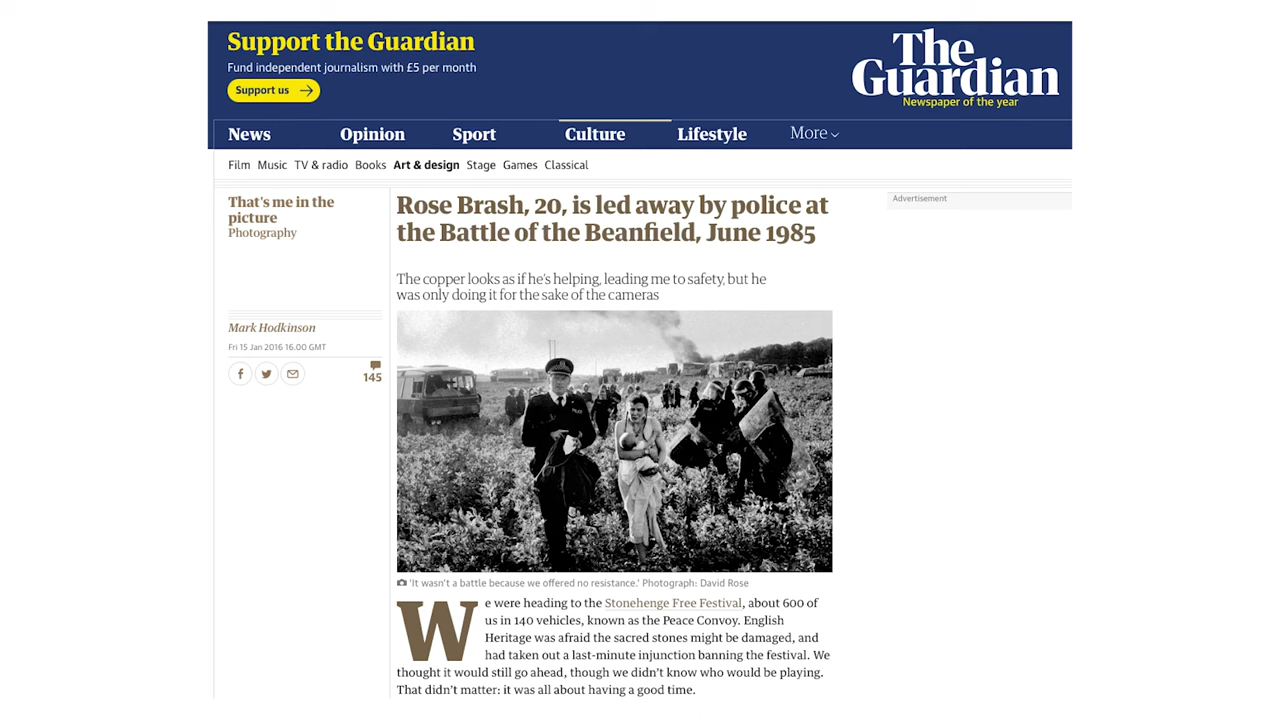 Support the Guardian
Fund independent journalism with £5 per month
Support us
The
Guardian
Newspaper of the year
News Opinion Sport Culture Lifestyle More
Film Music TV & radio Books Art & design Stage Games Classical
That's me in the
picture
Photography
Mark Hodkinson
Fri 15 Jan 2016 16.00 GMT
145
Rose Brash, 20, is led away by police at
the Battle of the Beanfield, June 1985
The copper looks as if he's helping, leading me to safety, but he
was only doing it for the sake of the cameras
'It wasn't a battle because we offered no resistance.' Photograph: David Rose
We were heading to the Stonehenge Free Festival, about 600 of
us in 140 vehicles, known as the Peace Convoy. English
Heritage was afraid the sacred stones might be damaged, and
had taken out a last-minute injunction banning the festival. We
thought it would still go ahead, though we didn't know who would be playing.
That didn't matter: it was all about having a good time.
Advertisement